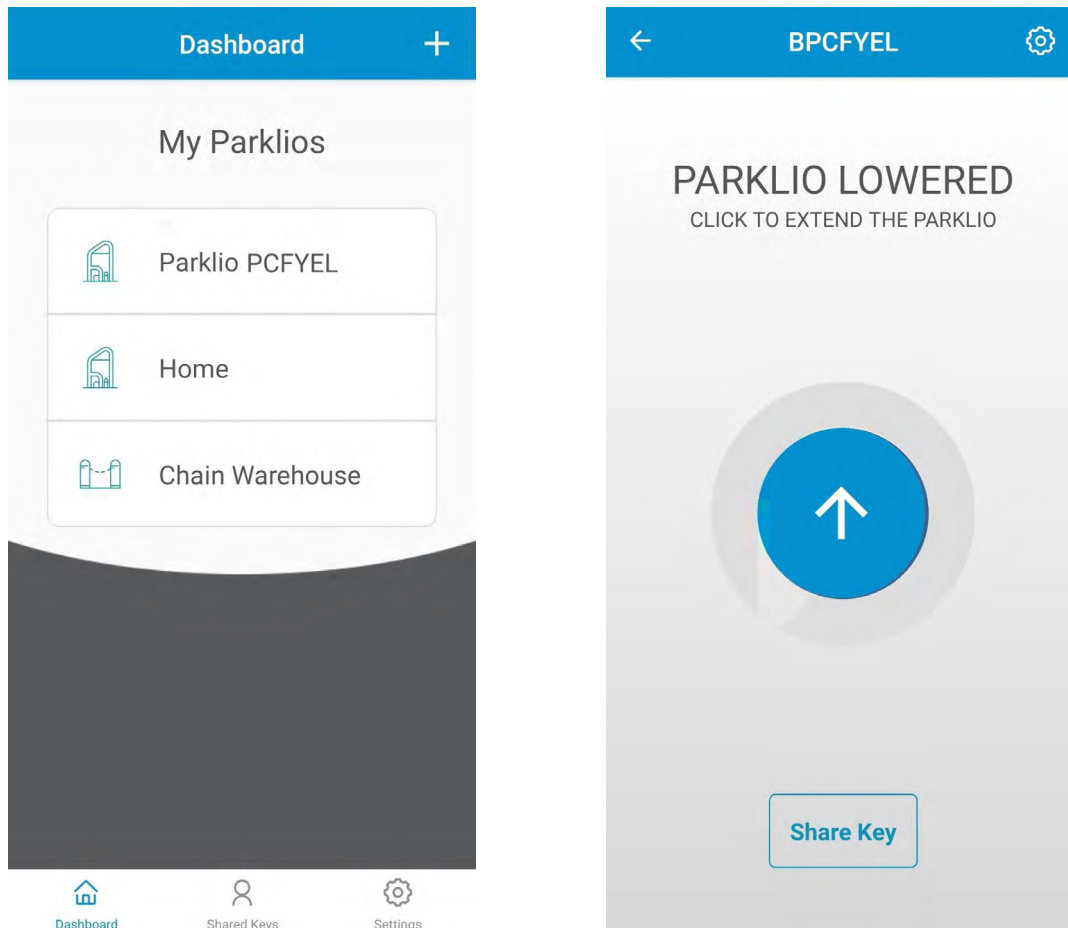 Dashboard
My Parklios
Parklio PCFYEL
Home
Chain Warehouse
Dashboard
Shared Keys
Settings
BPCFYEL
PARKLIO LOWERED
CLICK TO EXTEND THE PARKLIO
Share Key